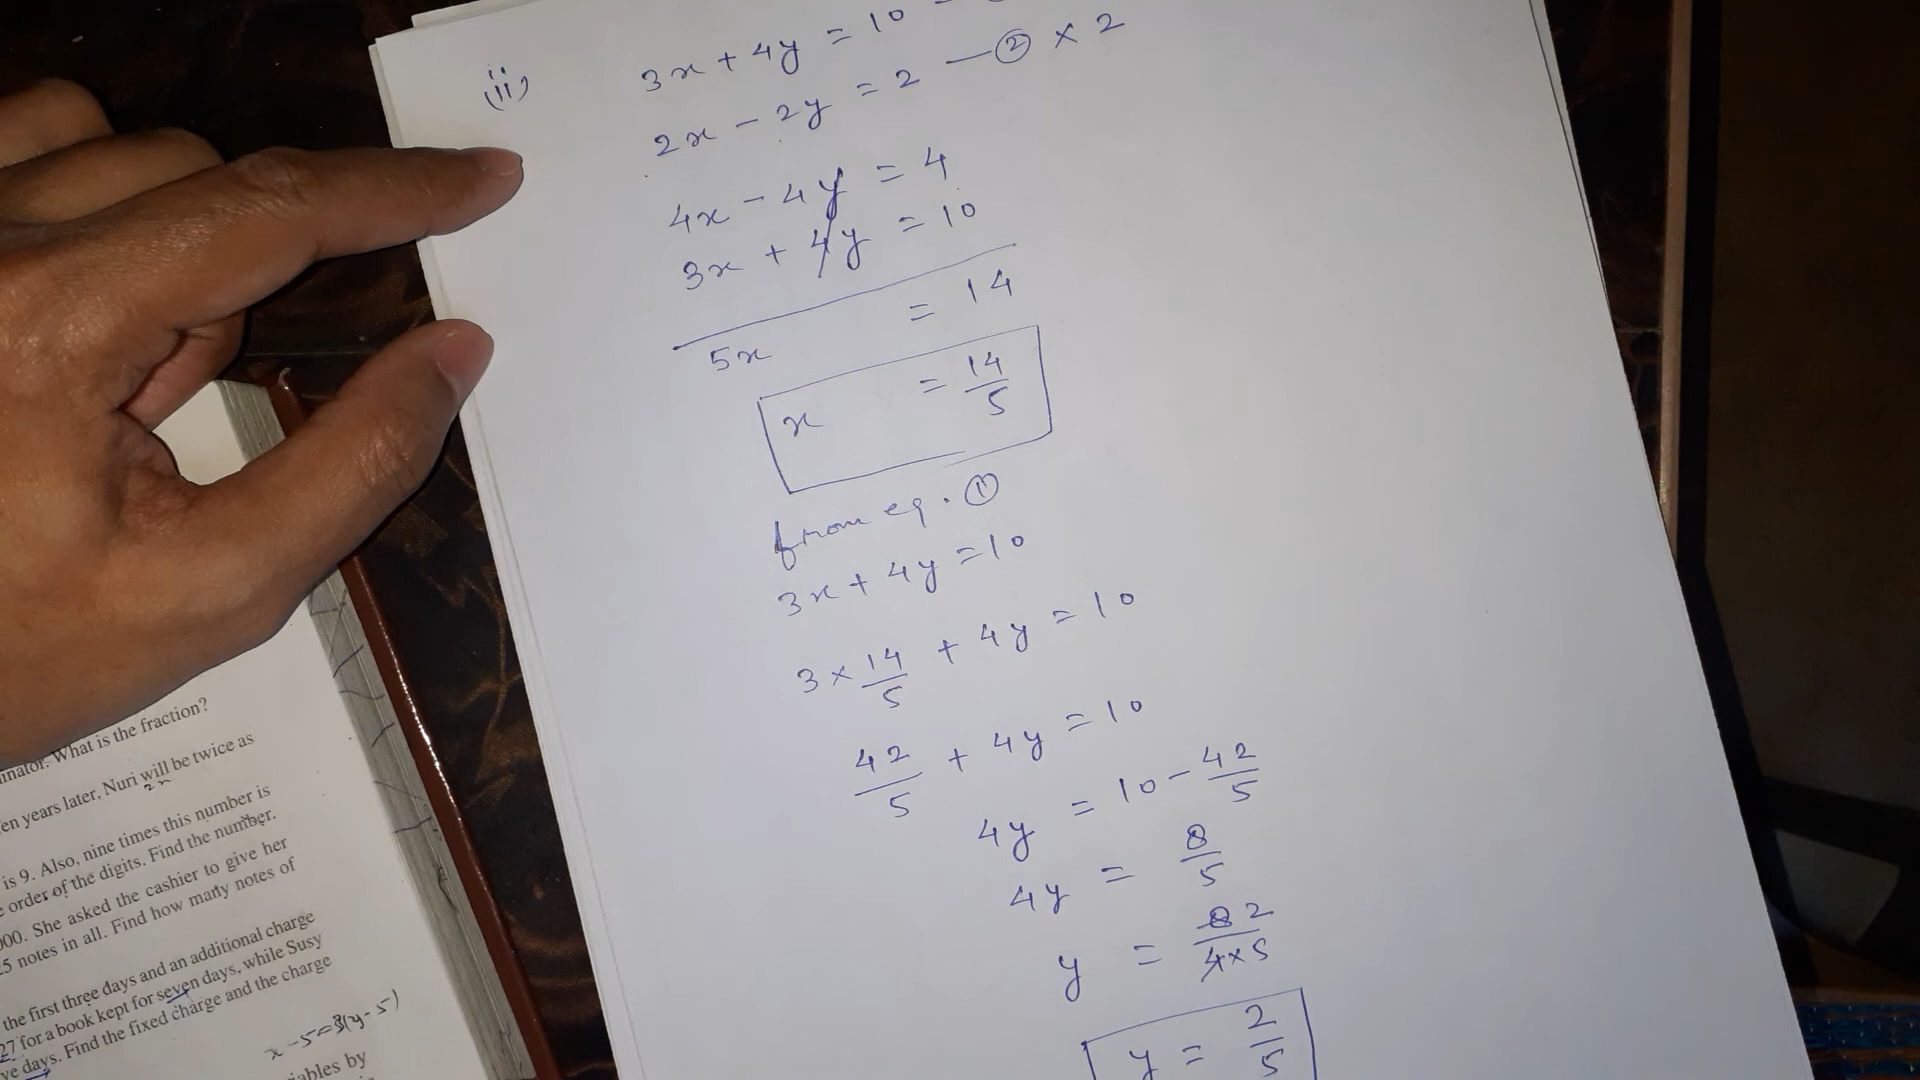 (ii) 3x + 4y = 10
2x - 2y = 2 — ② × 2
4x - 4y = 4
3x + 4y = 10
5x = 14
x = 14/5
from eq. ①
3x + 4y = 10
3 × 14/5 + 4y = 10
42/5 + 4y = 10
4y = 10 - 42/5
4y = 8/5
y = 8 2/4×5
y = 2/5
What is the fraction?
en years later, Nuri will be twice as
is 9. Also, nine times this number is
order of the digits. Find the number.
000. She asked the cashier to give her
25 notes in all. Find how many notes of
the first three days and an additional charge
27 for a book kept for seven days, while Susy
days. Find the fixed charge and the charge
x - 5 = 3(y - 5)
by